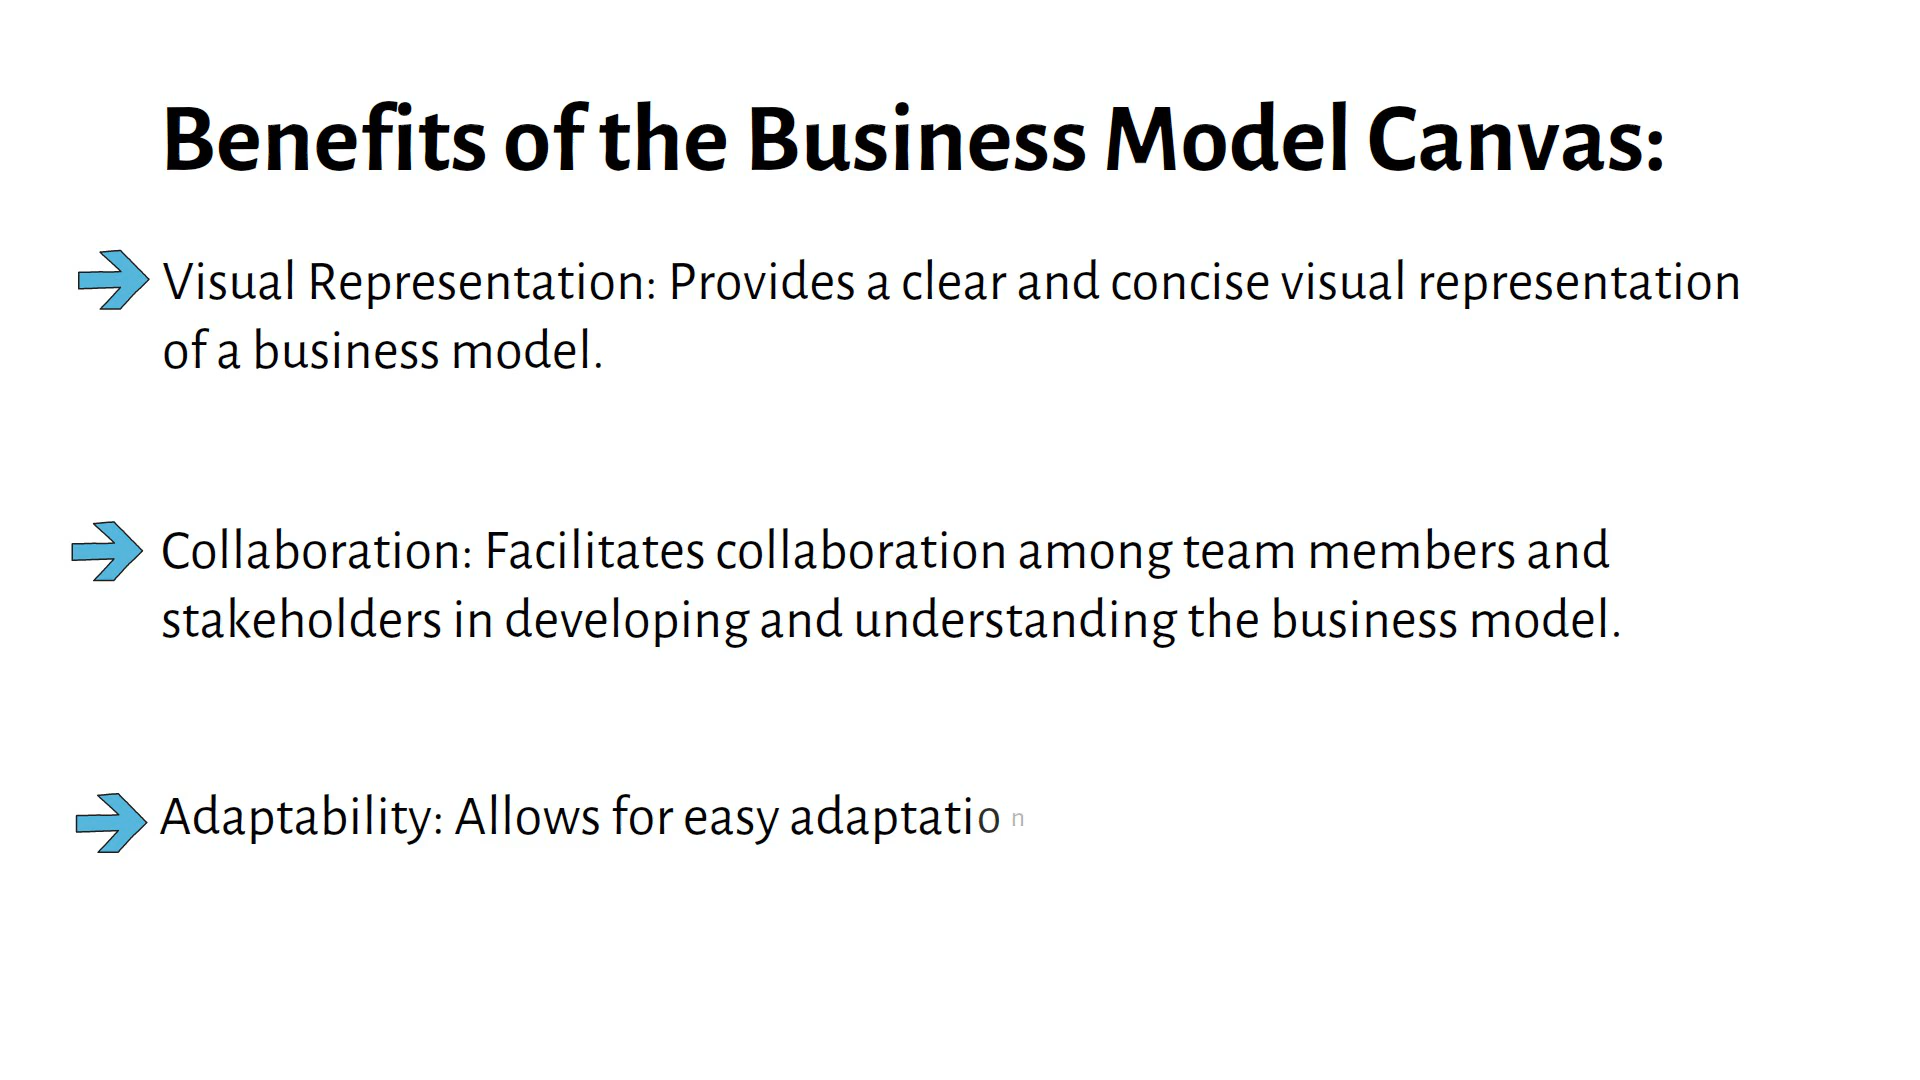 Benefits of the Business Model Canvas:
Visual Representation: Provides a clear and concise visual representation
of a business model.
Collaboration: Facilitates collaboration among team members and
stakeholders in developing and understanding the business model.
Adaptability: Allows for easy adaptation